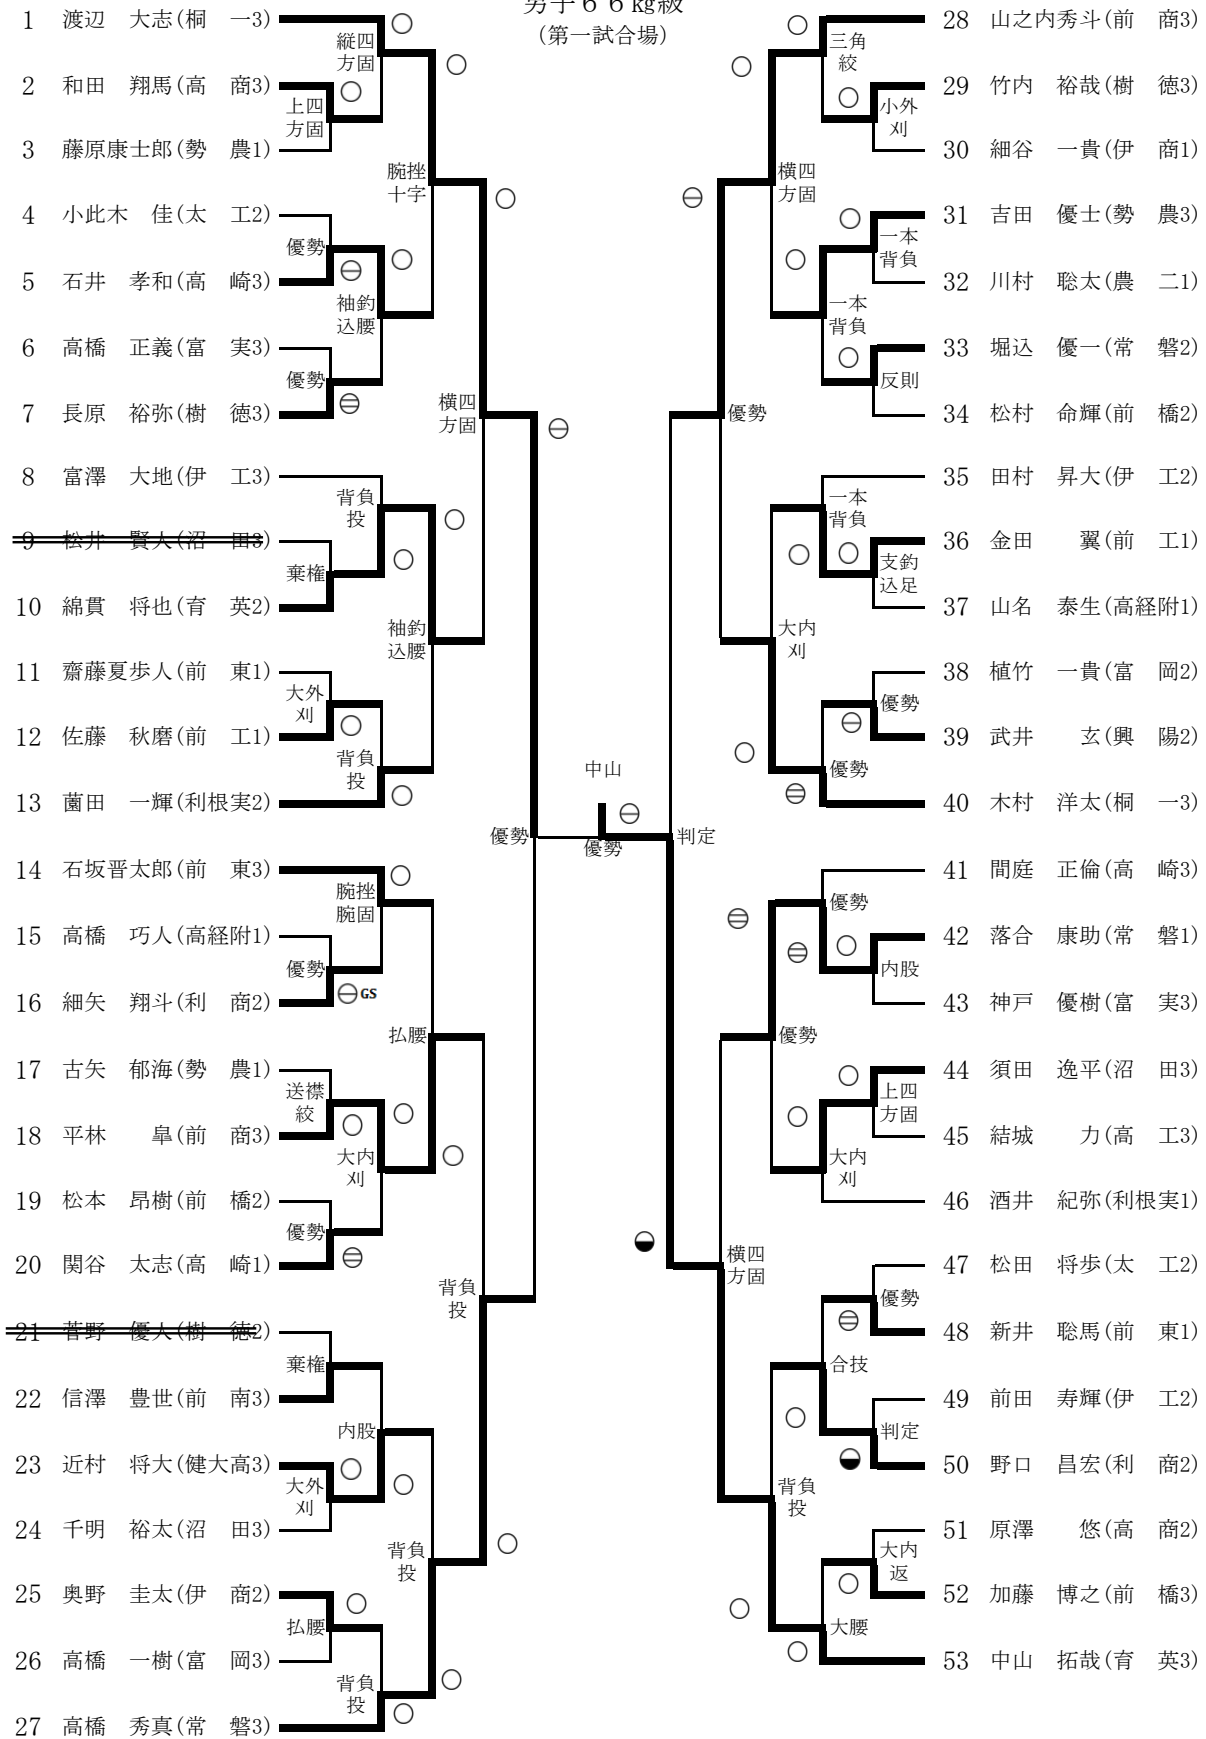 男子６６kg級
(第一試合場)
1 渡辺 大志(桐 一3)
2 和田 翔馬(高 商3)
3 藤原康士郎(勢 農1)
4 小此木 佳(太 工2)
5 石井 孝和(高 崎3)
6 高橋 正義(富 実3)
7 長原 裕弥(樹 徳3)
8 富澤 大地(伊 工3)
9 松井 賢人(沼 田3)
10 綿貫 将也(育 英2)
11 齋藤夏歩人(前 東1)
12 佐藤 秋磨(前 工1)
13 薗田 一輝(利根実2)
14 石坂晋太郎(前 東3)
15 高橋 巧人(高経附1)
16 細矢 翔斗(利 商2)
17 古矢 郁海(勢 農1)
18 平林 皐(前 商3)
19 松本 昂樹(前 橋2)
20 関谷 太志(高 崎1)
21 菅野 優人(樹 徳2)
22 信澤 豊世(前 南3)
23 近村 将大(健大高3)
24 千明 裕太(沼 田3)
25 奥野 圭太(伊 商2)
26 高橋 一樹(富 岡3)
27 高橋 秀真(常 磐3)
縦四
方固
上四
方固
腕挫
十字
優勢
袖釣
込腰
優勢
横四
方固
背負
投
棄権
袖釣
込腰
大外
刈
背負
投
優勢
腕挫
腕固
優勢
GS
払腰
送襟
絞
大内
刈
優勢
背負
投
棄権
内股
大外
刈
背負
投
払腰
背負
投
中山
優勢
判定
三角
絞
小外
刈
横四
方固
一本
背負
一本
背負
反則
優勢
一本
背負
支釣
込足
大内
刈
優勢
優勢
優勢
内股
優勢
上四
方固
大内
刈
横四
方固
優勢
合技
判定
背負
投
大内
返
大腰
28 山之内秀斗(前 商3)
29 竹内 裕哉(樹 徳3)
30 細谷 一貴(伊 商1)
31 吉田 優士(勢 農3)
32 川村 聡太(農 二1)
33 堀込 優一(常 磐2)
34 松村 命輝(前 橋2)
35 田村 昇大(伊 工2)
36 金田 翼(前 工1)
37 山名 泰生(高経附1)
38 植竹 一貴(富 岡2)
39 武井 玄(興 陽2)
40 木村 洋太(桐 一3)
41 間庭 正倫(高 崎3)
42 落合 康助(常 磐1)
43 神戸 優樹(富 実3)
44 須田 逸平(沼 田3)
45 結城 力(高 工3)
46 酒井 紀弥(利根実1)
47 松田 将歩(太 工2)
48 新井 聡馬(前 東1)
49 前田 寿輝(伊 工2)
50 野口 昌宏(利 商2)
51 原澤 悠(高 商2)
52 加藤 博之(前 橋3)
53 中山 拓哉(育 英3)